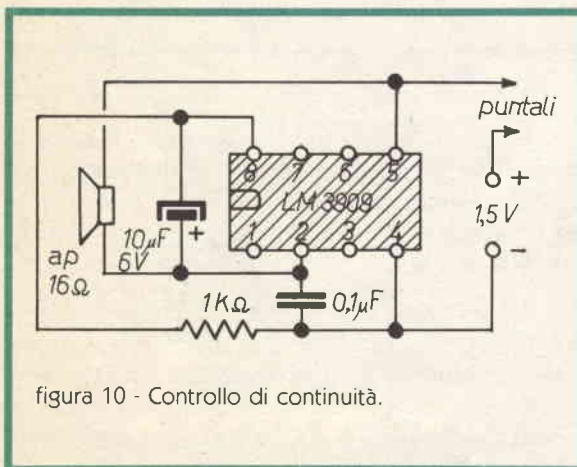 puntali
8 7 6 5
LM 3909
1 2 3 4
+
1,5V
-
ap
16Ω
10µF
6V
+
1KΩ
0,1µF
figura 10 - Controllo di continuità.